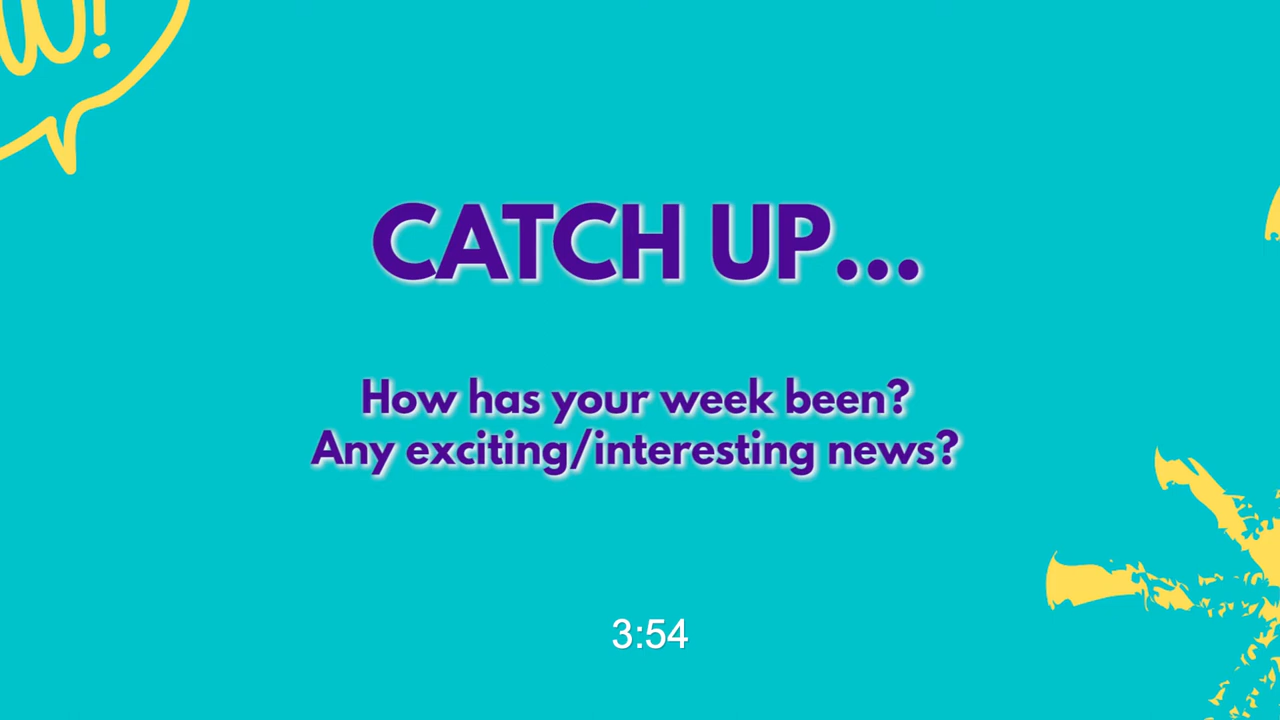 CATCH UP...
How has your week been?
Any exciting/interesting news?
3:54